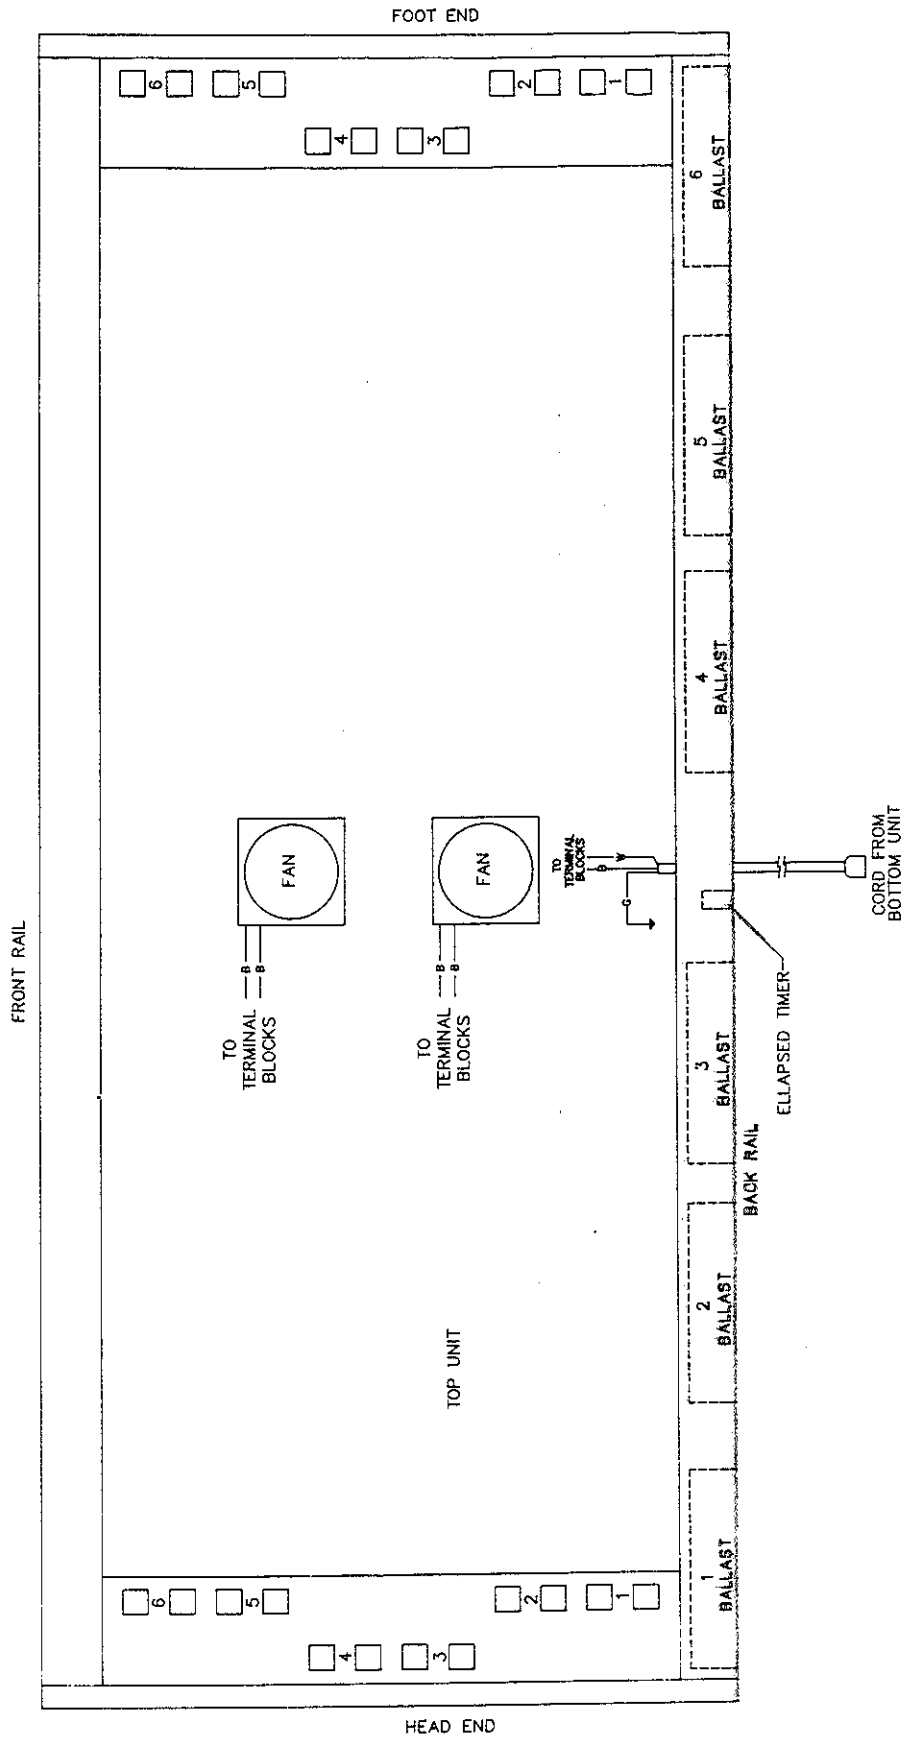 FOOT END
6
5
2
1
4
3
6
BALLAST
5
BALLAST
4
BALLAST
FRONT RAIL
FAN
FAN
B
B
TO
TERMINAL
BLOCKS
B
B
TO
TERMINAL
BLOCKS
TO
TERMINAL
BLOCKS
W
B
G
CORD FROM
BOTTOM UNIT
ELLAPSED TIMER
3
BALLAST
BACK RAIL
2
BALLAST
TOP UNIT
1
BALLAST
6
5
2
1
4
3
HEAD END